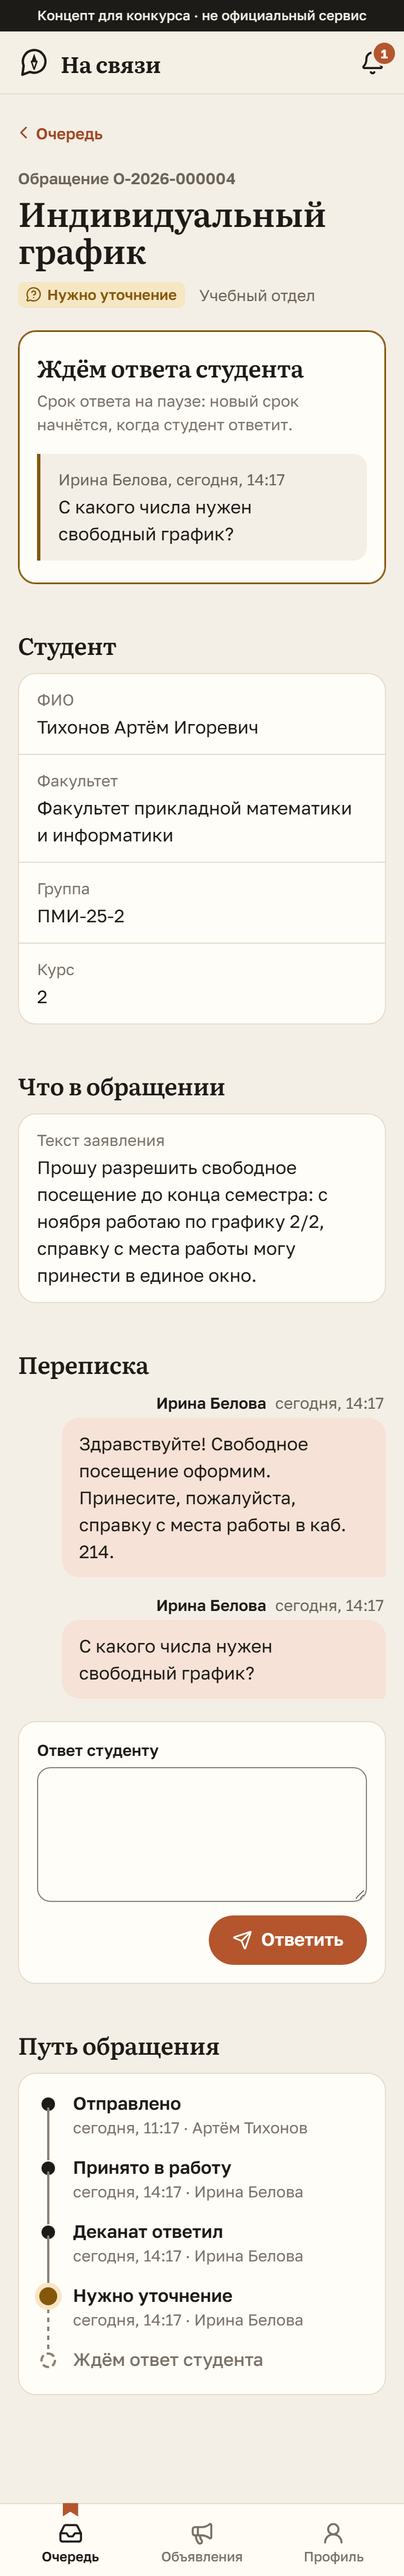 Концепт для конкурса · не официальный сервис
На связи
1
Очередь
Обращение О-2026-000004
Индивидуальный
график
Нужно уточнение
Учебный отдел
Ждём ответа студента
Срок ответа на паузе: новый срок
начнётся, когда студент ответит.
Ирина Белова, сегодня, 14:17
С какого числа нужен
свободный график?
Студент
ФИО
Тихонов Артём Игоревич
Факультет
Факультет прикладной математики
и информатики
Группа
ПМИ-25-2
Курс
2
Что в обращении
Текст заявления
Прошу разрешить свободное
посещение до конца семестра: с
ноября работаю по графику 2/2,
справку с места работы могу
принести в единое окно.
Переписка
Ирина Белова сегодня, 14:17
Здравствуйте! Свободное
посещение оформим.
Принесите, пожалуйста,
справку с места работы в каб.
214.
Ирина Белова сегодня, 14:17
С какого числа нужен
свободный график?
Ответ студенту
Ответить
Путь обращения
Отправлено
сегодня, 11:17 · Артём Тихонов
Принято в работу
сегодня, 14:17 · Ирина Белова
Деканат ответил
сегодня, 14:17 · Ирина Белова
Нужно уточнение
сегодня, 14:17 · Ирина Белова
Ждём ответ студента
Очередь
Объявления
Профиль